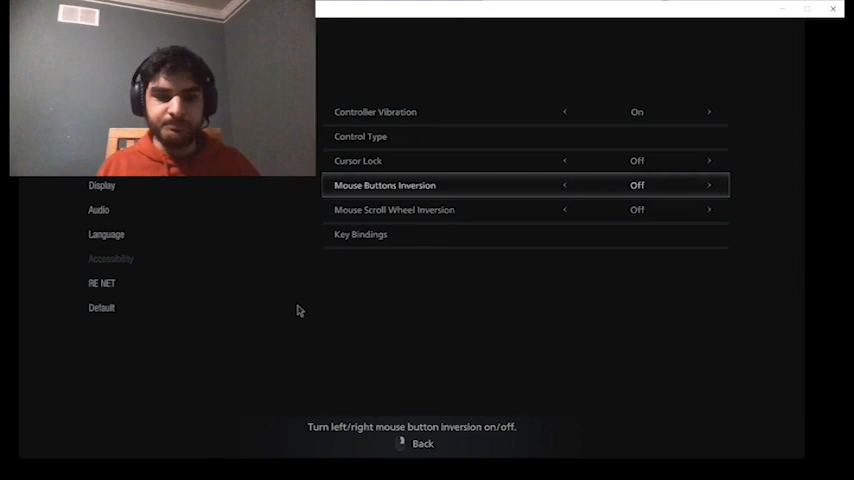 Controller Vibration On
Control Type
Cursor Lock Off
Display
Mouse Buttons Inversion Off
Audio
Mouse Scroll Wheel Inversion Off
Language
Key Bindings
Accessibility
RE NET
Default
Turn left/right mouse button inversion on/off.
Back